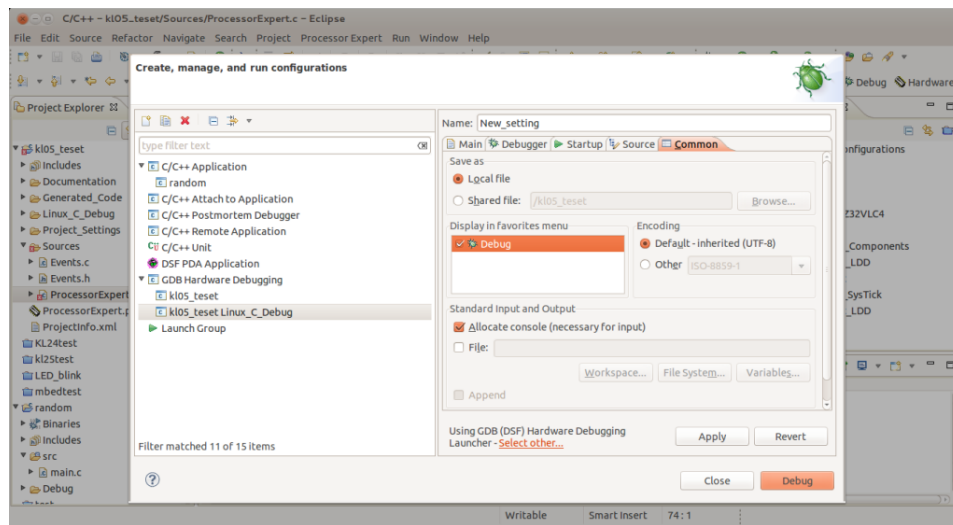 C/C++ - kl05_teset/Sources/ProcessorExpert.c - Eclipse
File Edit Source Refactor Navigate Search Project Processor Expert Run Window Help
Create, manage, and run configurations
Debug Hardware
Project Explorer
kl05_teset
Includes
Documentation
Generated_Code
Linux_C_Debug
Project_Settings
Sources
Events.c
Events.h
ProcessorExpert
ProcessorExpert.p
ProjectInfo.xml
KL24test
kl25test
LED_blink
mbedtest
random
Binaries
Includes
src
main.c
Debug
type filter text
C/C++ Application
random
C/C++ Attach to Application
C/C++ Postmortem Debugger
C/C++ Remote Application
C/C++ Unit
DSF PDA Application
GDB Hardware Debugging
kl05_teset
kl05_teset Linux_C_Debug
Launch Group
Filter matched 11 of 15 items
Name: New_setting
Main Debugger Startup Source Common
Save as
Local file
Shared file: /kl05_teset Browse...
Display in favorites menu
Debug
Encoding
Default - inherited (UTF-8)
Other ISO-8859-1
Standard Input and Output
Allocate console (necessary for input)
File:
Workspace... File System... Variables...
Append
Using GDB (DSF) Hardware Debugging
Launcher - Select other...
Apply Revert
Close Debug
nfigurations
Z32VLC4
_Components
_LDD
_SysTick
_LDD
Writable Smart Insert 74 : 1